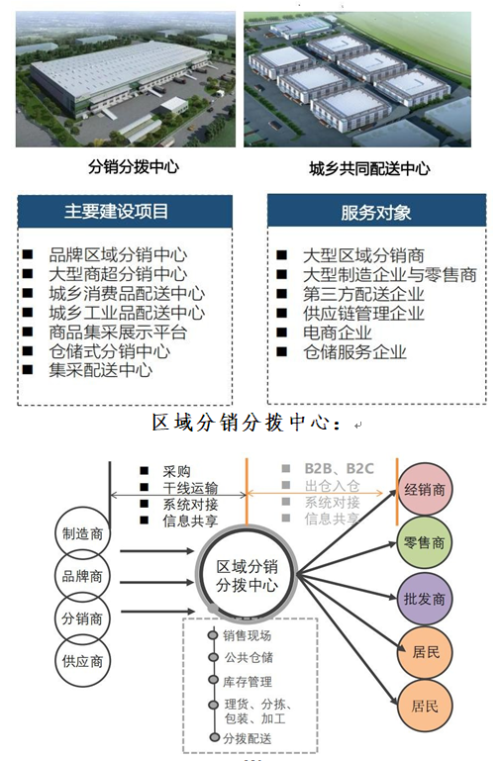 分销分拨中心
城乡共同配送中心
主要建设项目
品牌区域分销中心
大型商超分销中心
城乡消费品配送中心
城乡工业品配送中心
商品集采展示平台
仓储式分销中心
集采配送中心
服务对象
大型区域分销商
大型制造企业与零售商
第三方配送企业
供应链管理企业
电商企业
仓储服务企业
区域分销分拨中心：
采购
干线运输
系统对接
信息共享
B2B、B2C
出仓入仓
系统对接
信息共享
制造商
品牌商
分销商
供应商
区域分销
分拨中心
经销商
零售商
批发商
居民
居民
销售现场
公共仓储
库存管理
理货、分拣、
包装、加工
分拨配送